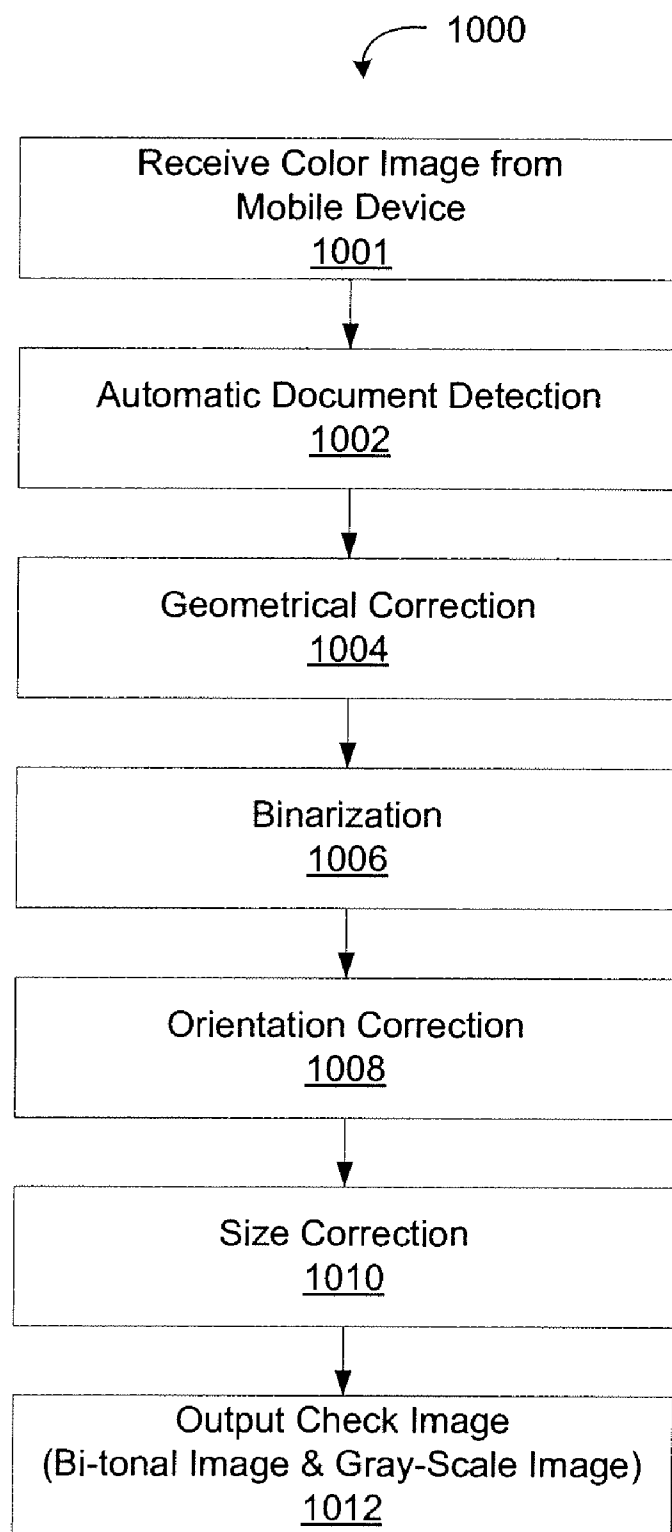 1000
Receive Color Image from
Mobile Device
1001
Automatic Document Detection
1002
Geometrical Correction
1004
Binarization
1006
Orientation Correction
1008
Size Correction
1010
Output Check Image
(Bi-tonal Image & Gray-Scale Image)
1012